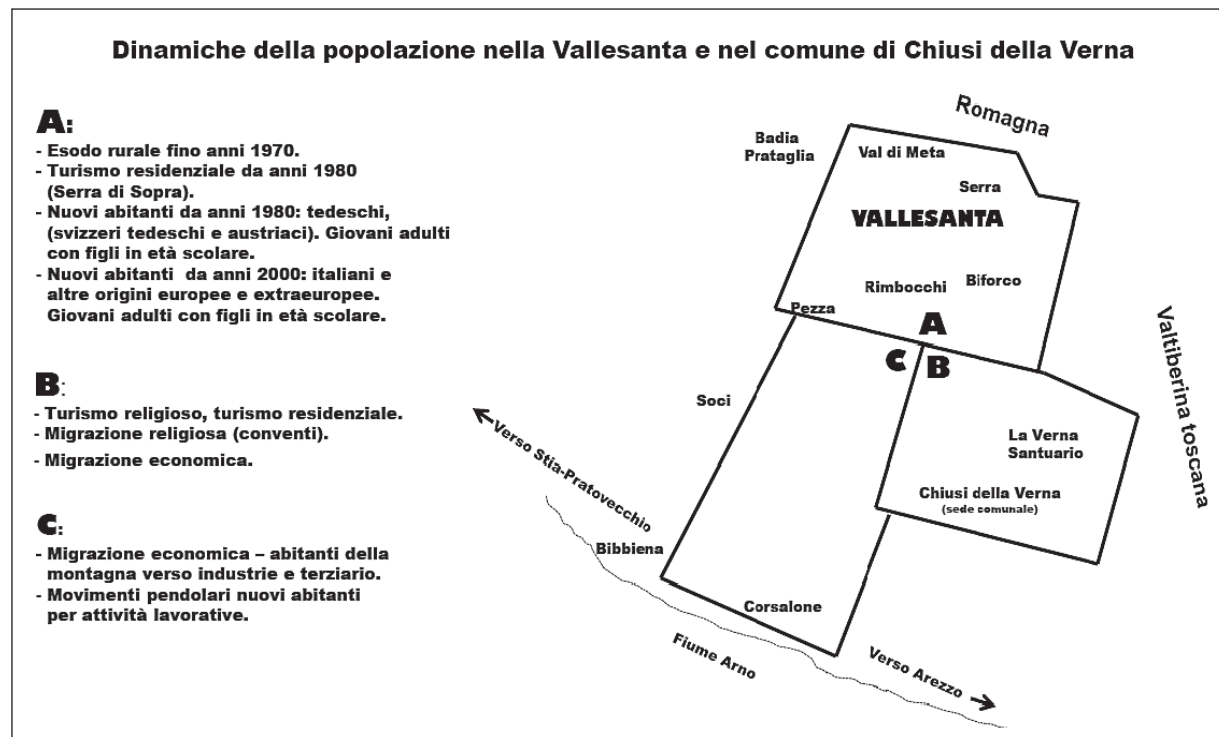 Dinamiche della popolazione nella Vallesanta e nel comune di Chiusi della Verna
A:
- Esodo rurale fino anni 1970.
- Turismo residenziale da anni 1980
(Serra di Sopra).
- Nuovi abitanti da anni 1980: tedeschi,
(svizzeri tedeschi e austriaci). Giovani adulti
con figli in età scolare.
- Nuovi abitanti da anni 2000: italiani e
altre origini europee e extraeuropee.
Giovani adulti con figli in età scolare.
B:
- Turismo religioso, turismo residenziale.
- Migrazione religiosa (conventi).
- Migrazione economica.
C:
- Migrazione economica – abitanti della
montagna verso industrie e terziario.
- Movimenti pendolari nuovi abitanti
per attività lavorative.
Romagna
Badia
Prataglia
Val di Meta
Serra
VALLESANTA
Rimbocchi
Biforco
Pezza
A
C
B
Valtiberina toscana
Soci
Verso Stia-Pratovecchio
La Verna
Santuario
Chiusi della Verna
(sede comunale)
Bibbiena
Corsalone
Fiume Arno
Verso Arezzo